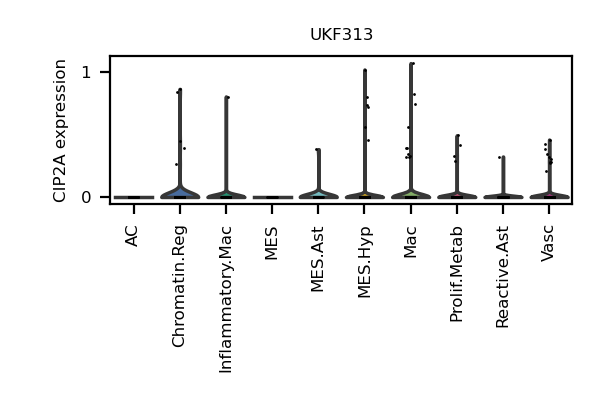 UKF313
CIP2A expression
1
0
AC
Chromatin.Reg
Inflammatory.Mac
MES
MES.Ast
MES.Hyp
Mac
Prolif.Metab
Reactive.Ast
Vasc